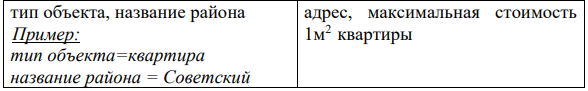 тип объекта, название района
Пример:
тип объекта=квартира
название района = Советский
адрес, максимальная стоимость
1м² квартиры